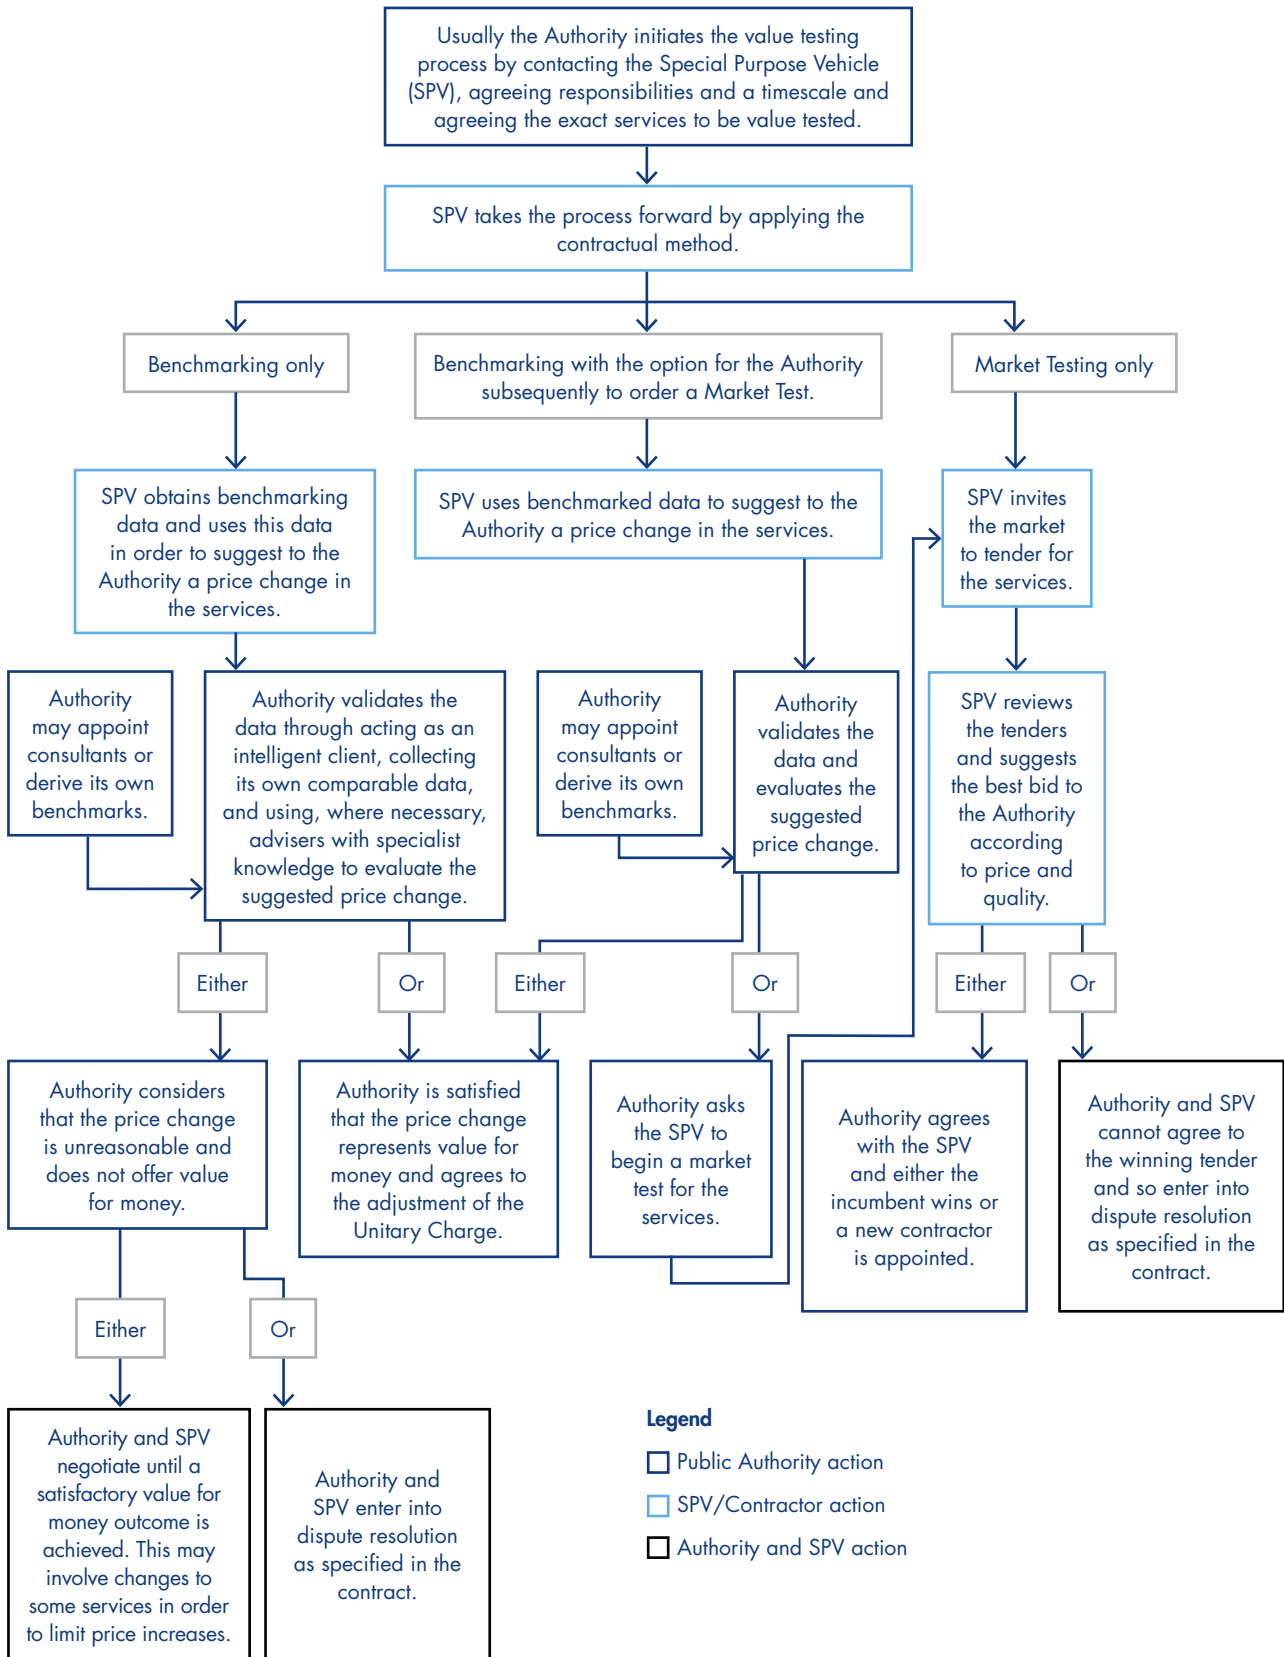 Usually the Authority initiates the value testing
process by contacting the Special Purpose Vehicle
(SPV), agreeing responsibilities and a timescale and
agreeing the exact services to be value tested.
SPV takes the process forward by applying the
contractual method.
Benchmarking only
Benchmarking with the option for the Authority
subsequently to order a Market Test.
Market Testing only
SPV obtains benchmarking
data and uses this data
in order to suggest to the
Authority a price change in
the services.
SPV uses benchmarked data to suggest to the
Authority a price change in the services.
SPV invites
the market
to tender for
the services.
Authority
may appoint
consultants or
derive its own
benchmarks.
Authority validates the
data through acting as an
intelligent client, collecting
its own comparable data,
and using, where necessary,
advisers with specialist
knowledge to evaluate the
suggested price change.
Authority
may appoint
consultants or
derive its own
benchmarks.
Authority
validates the
data and
evaluates the
suggested
price change.
SPV reviews
the tenders
and suggests
the best bid to
the Authority
according
to price and
quality.
Either
Or
Either
Or
Either
Or
Authority considers
that the price change
is unreasonable and
does not offer value
for money.
Authority is satisfied
that the price change
represents value for
money and agrees to
the adjustment of the
Unitary Charge.
Authority asks
the SPV to
begin a market
test for the
services.
Authority agrees
with the SPV
and either the
incumbent wins or
a new contractor
is appointed.
Authority and SPV
cannot agree to
the winning tender
and so enter into
dispute resolution
as specified in the
contract.
Either
Or
Authority and SPV
negotiate until a
satisfactory value for
money outcome is
achieved. This may
involve changes to
some services in order
to limit price increases.
Authority and
SPV enter into
dispute resolution
as specified in the
contract.
Legend
Public Authority action
SPV/Contractor action
Authority and SPV action